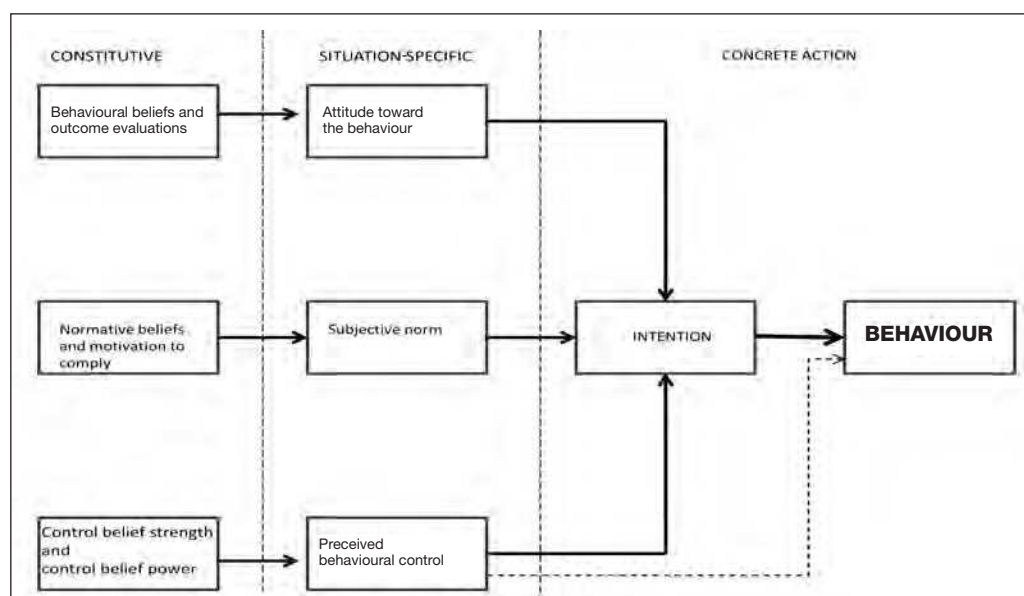 CONSTITUTIVE
SITUATION-SPECIFIC
CONCRETE ACTION
Behavioural beliefs and
outcome evaluations
Attitude toward
the behaviour
Normative beliefs
and motivation to
comply
Subjective norm
INTENTION
BEHAVIOUR
Control belief strength
and
control belief power
Preceived
behavioural control